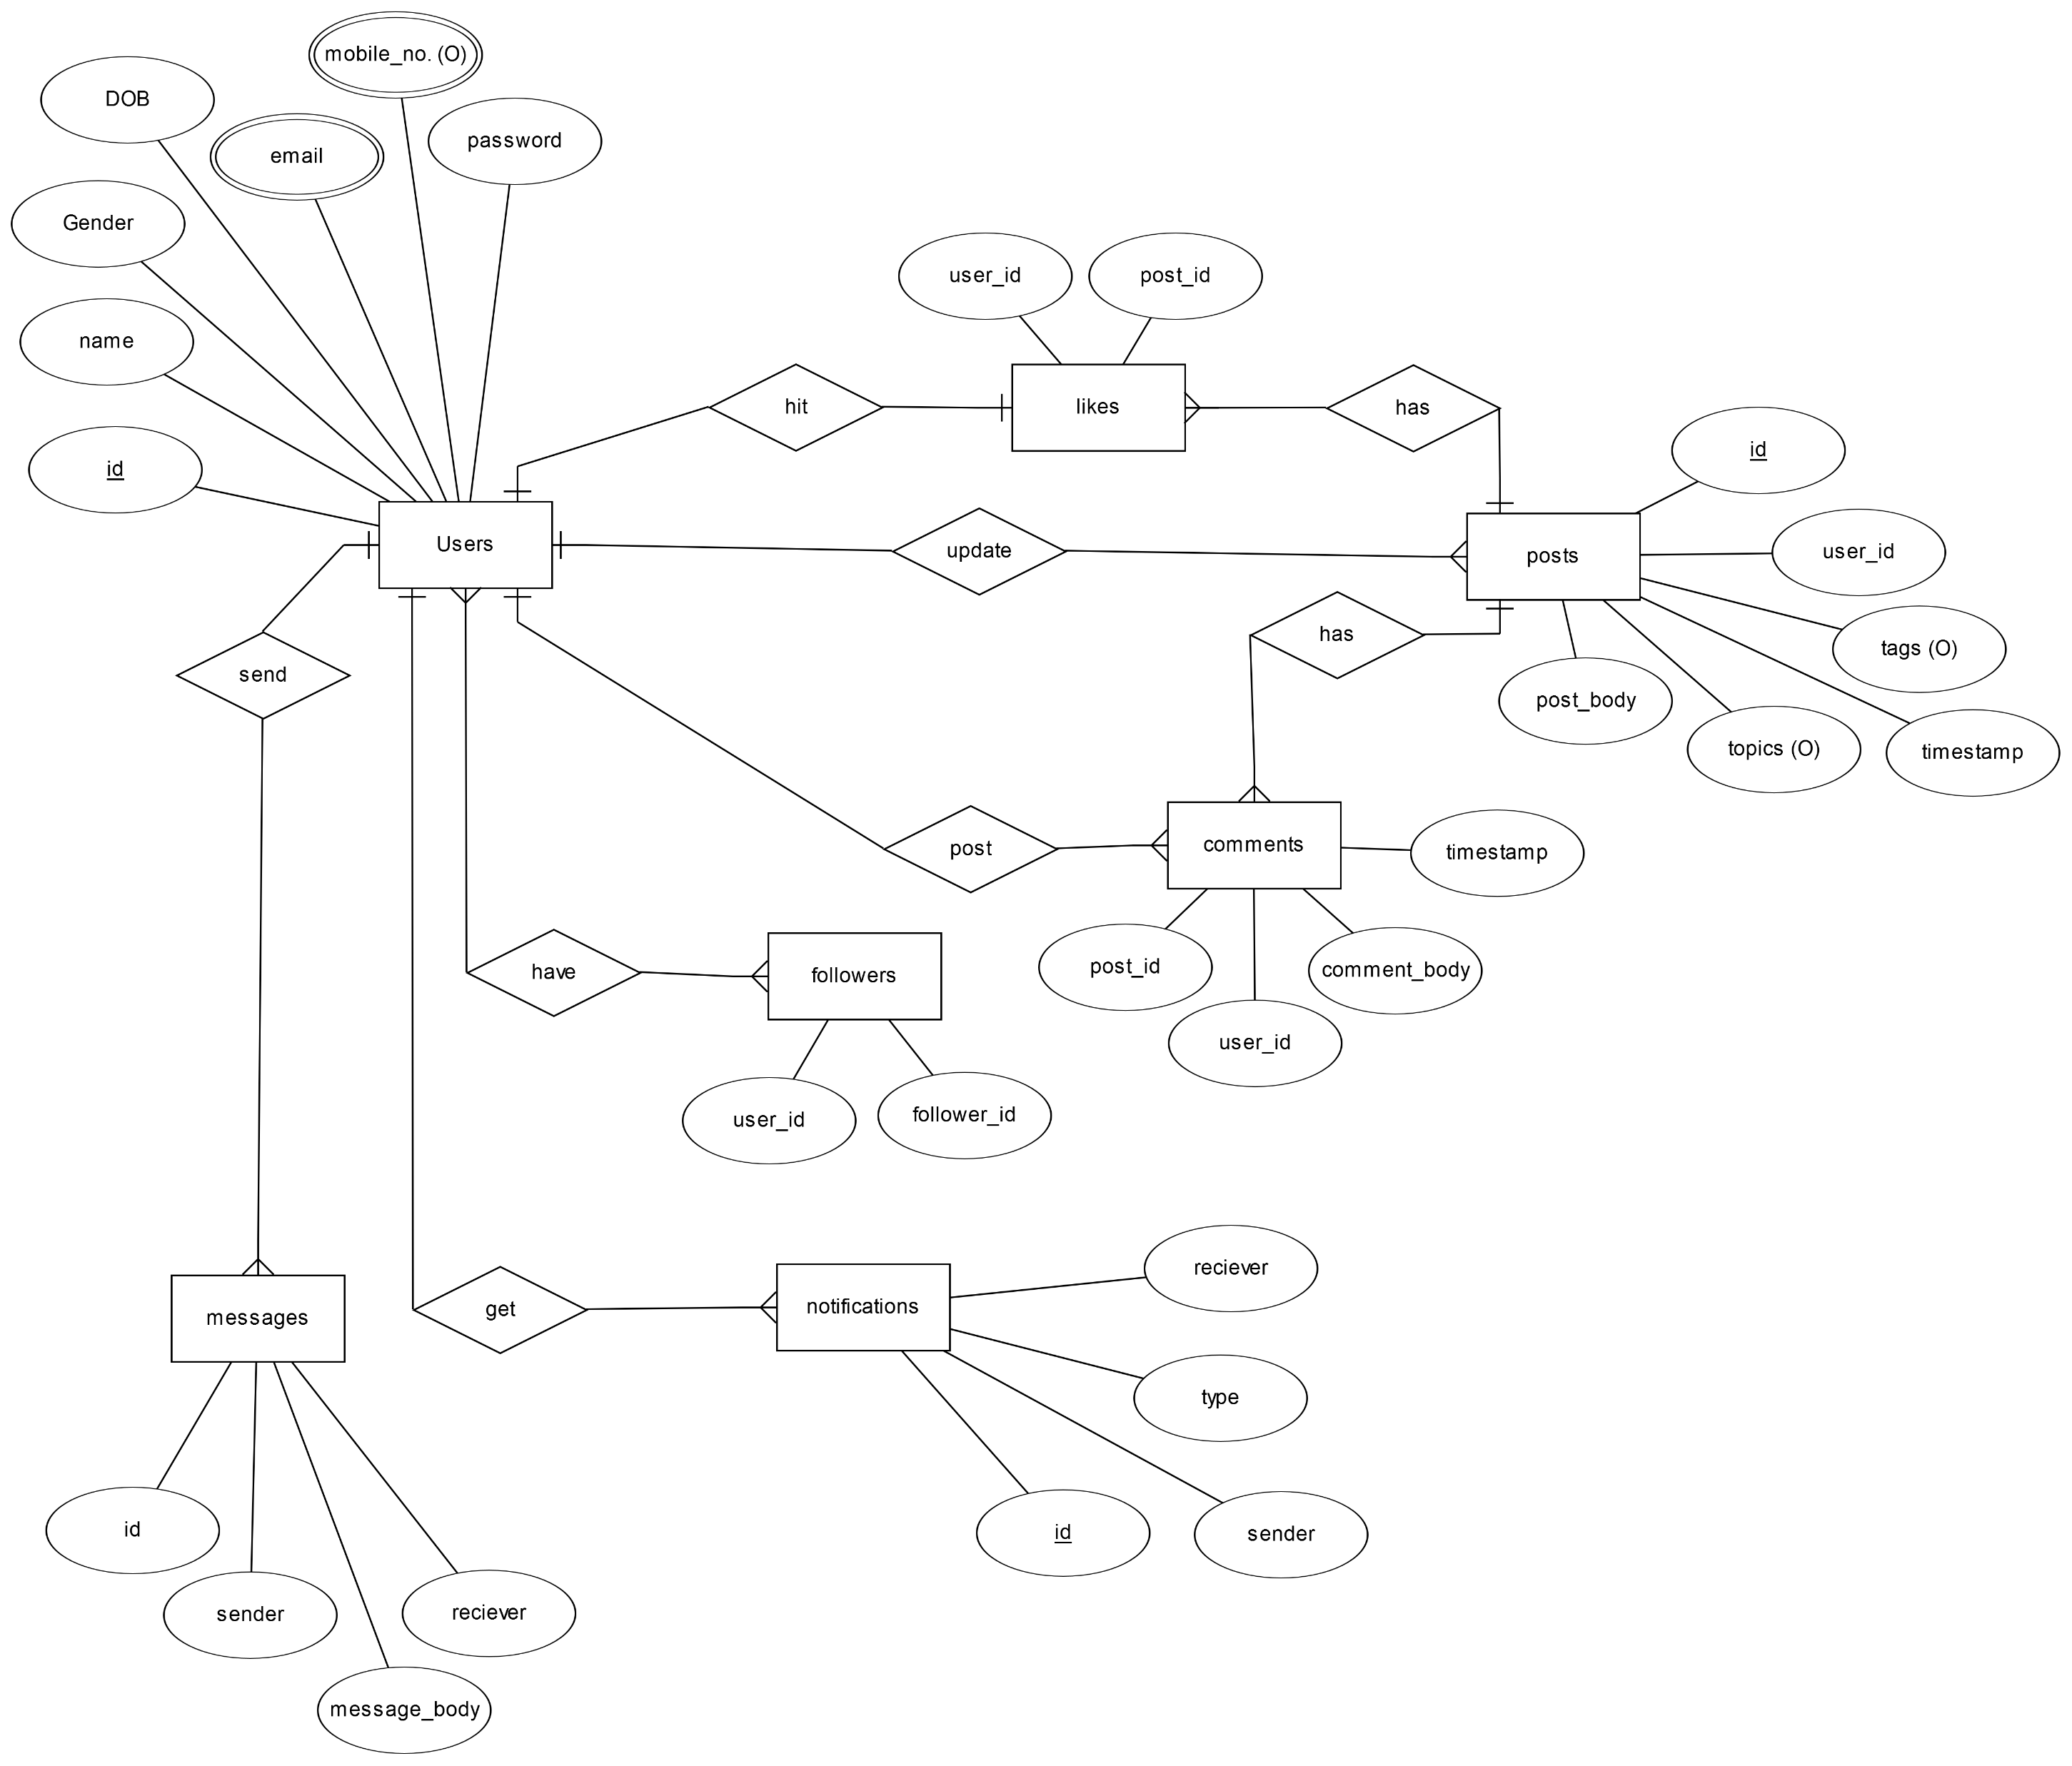 mobile_no. (O)
DOB
password
email
Gender
user_id
post_id
name
hit
likes
has
id
id
Users
update
posts
user_id
has
tags (O)
send
post_body
topics (O)
timestamp
post
comments
timestamp
post_id
comment_body
have
followers
user_id
user_id
follower_id
reciever
messages
get
notifications
type
id
id
sender
sender
reciever
message_body